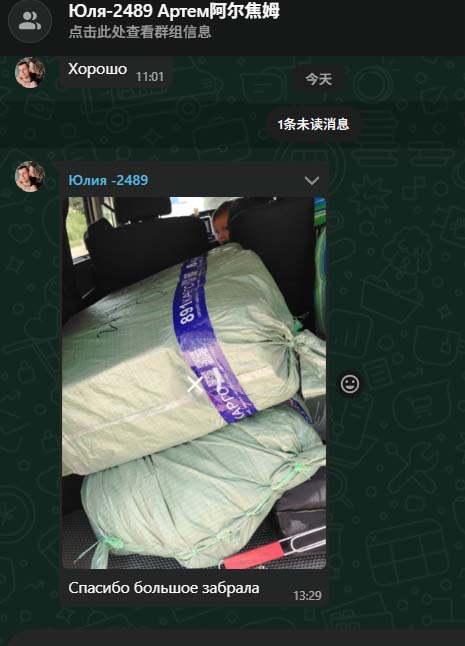 Юля-2489 Артем阿尔焦姆
点击此处查看群组信息
Хорошо
11:01
今天
1条未读消息
Юлия -2489
891КАРГО
КАРГО
Спасибо большое забрала
13:29